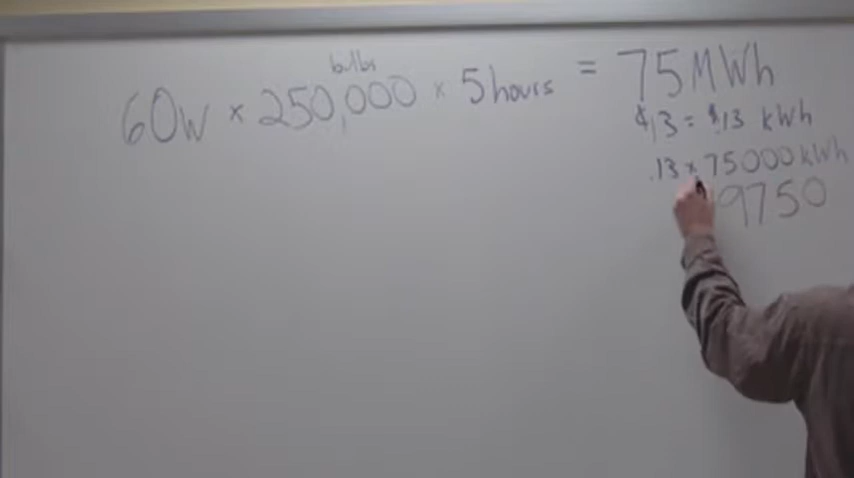 bulbs
60w × 250,000 × 5 hours = 75 MWh
$.13 = $.13 kWh
.13 × 75000 kWh
9750